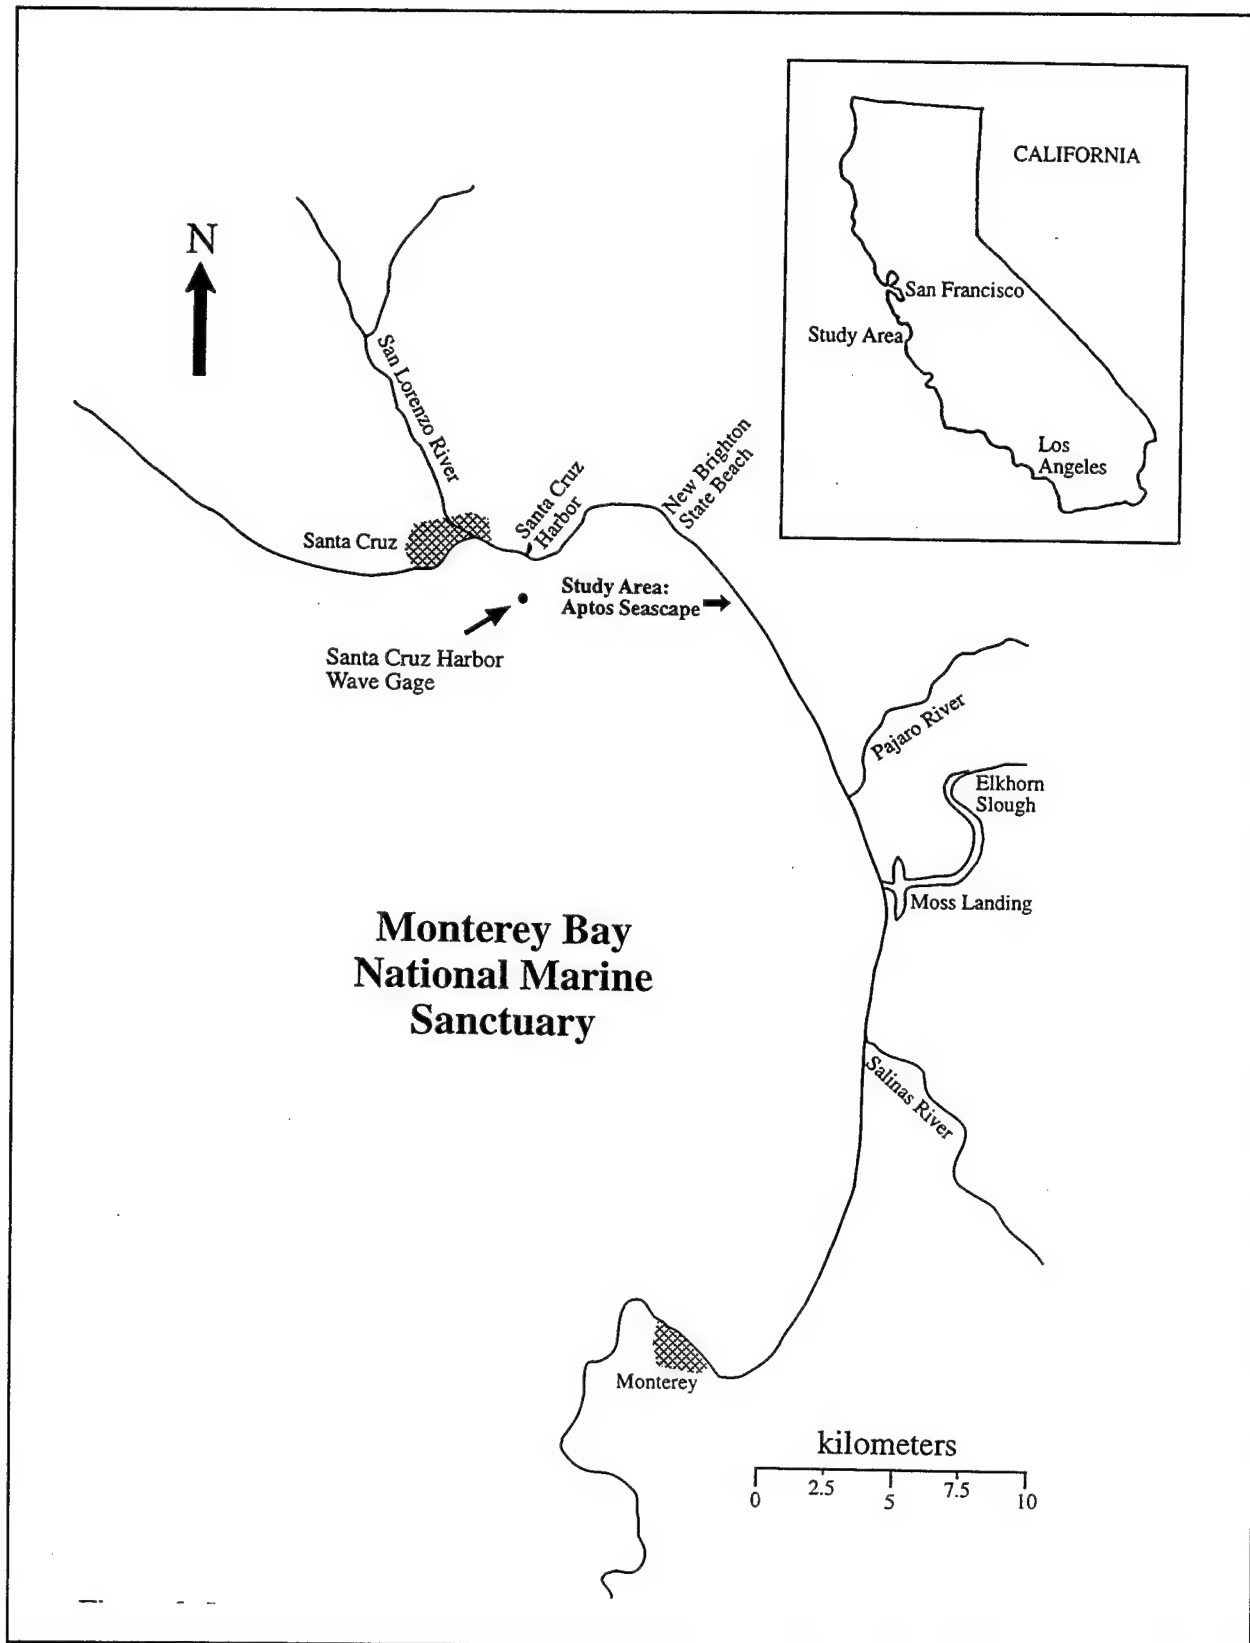 CALIFORNIA
San Francisco
Study Area
Los
Angeles
N
San Lorenzo River
Santa Cruz
Santa Cruz
Harbor
New Brighton
State Beach
Study Area:
Aptos Seascape
Santa Cruz Harbor
Wave Gage
Pajaro River
Elkhorn
Slough
Moss Landing
Monterey Bay
National Marine
Sanctuary
Salinas River
Monterey
kilometers
0 2.5 5 7.5 10